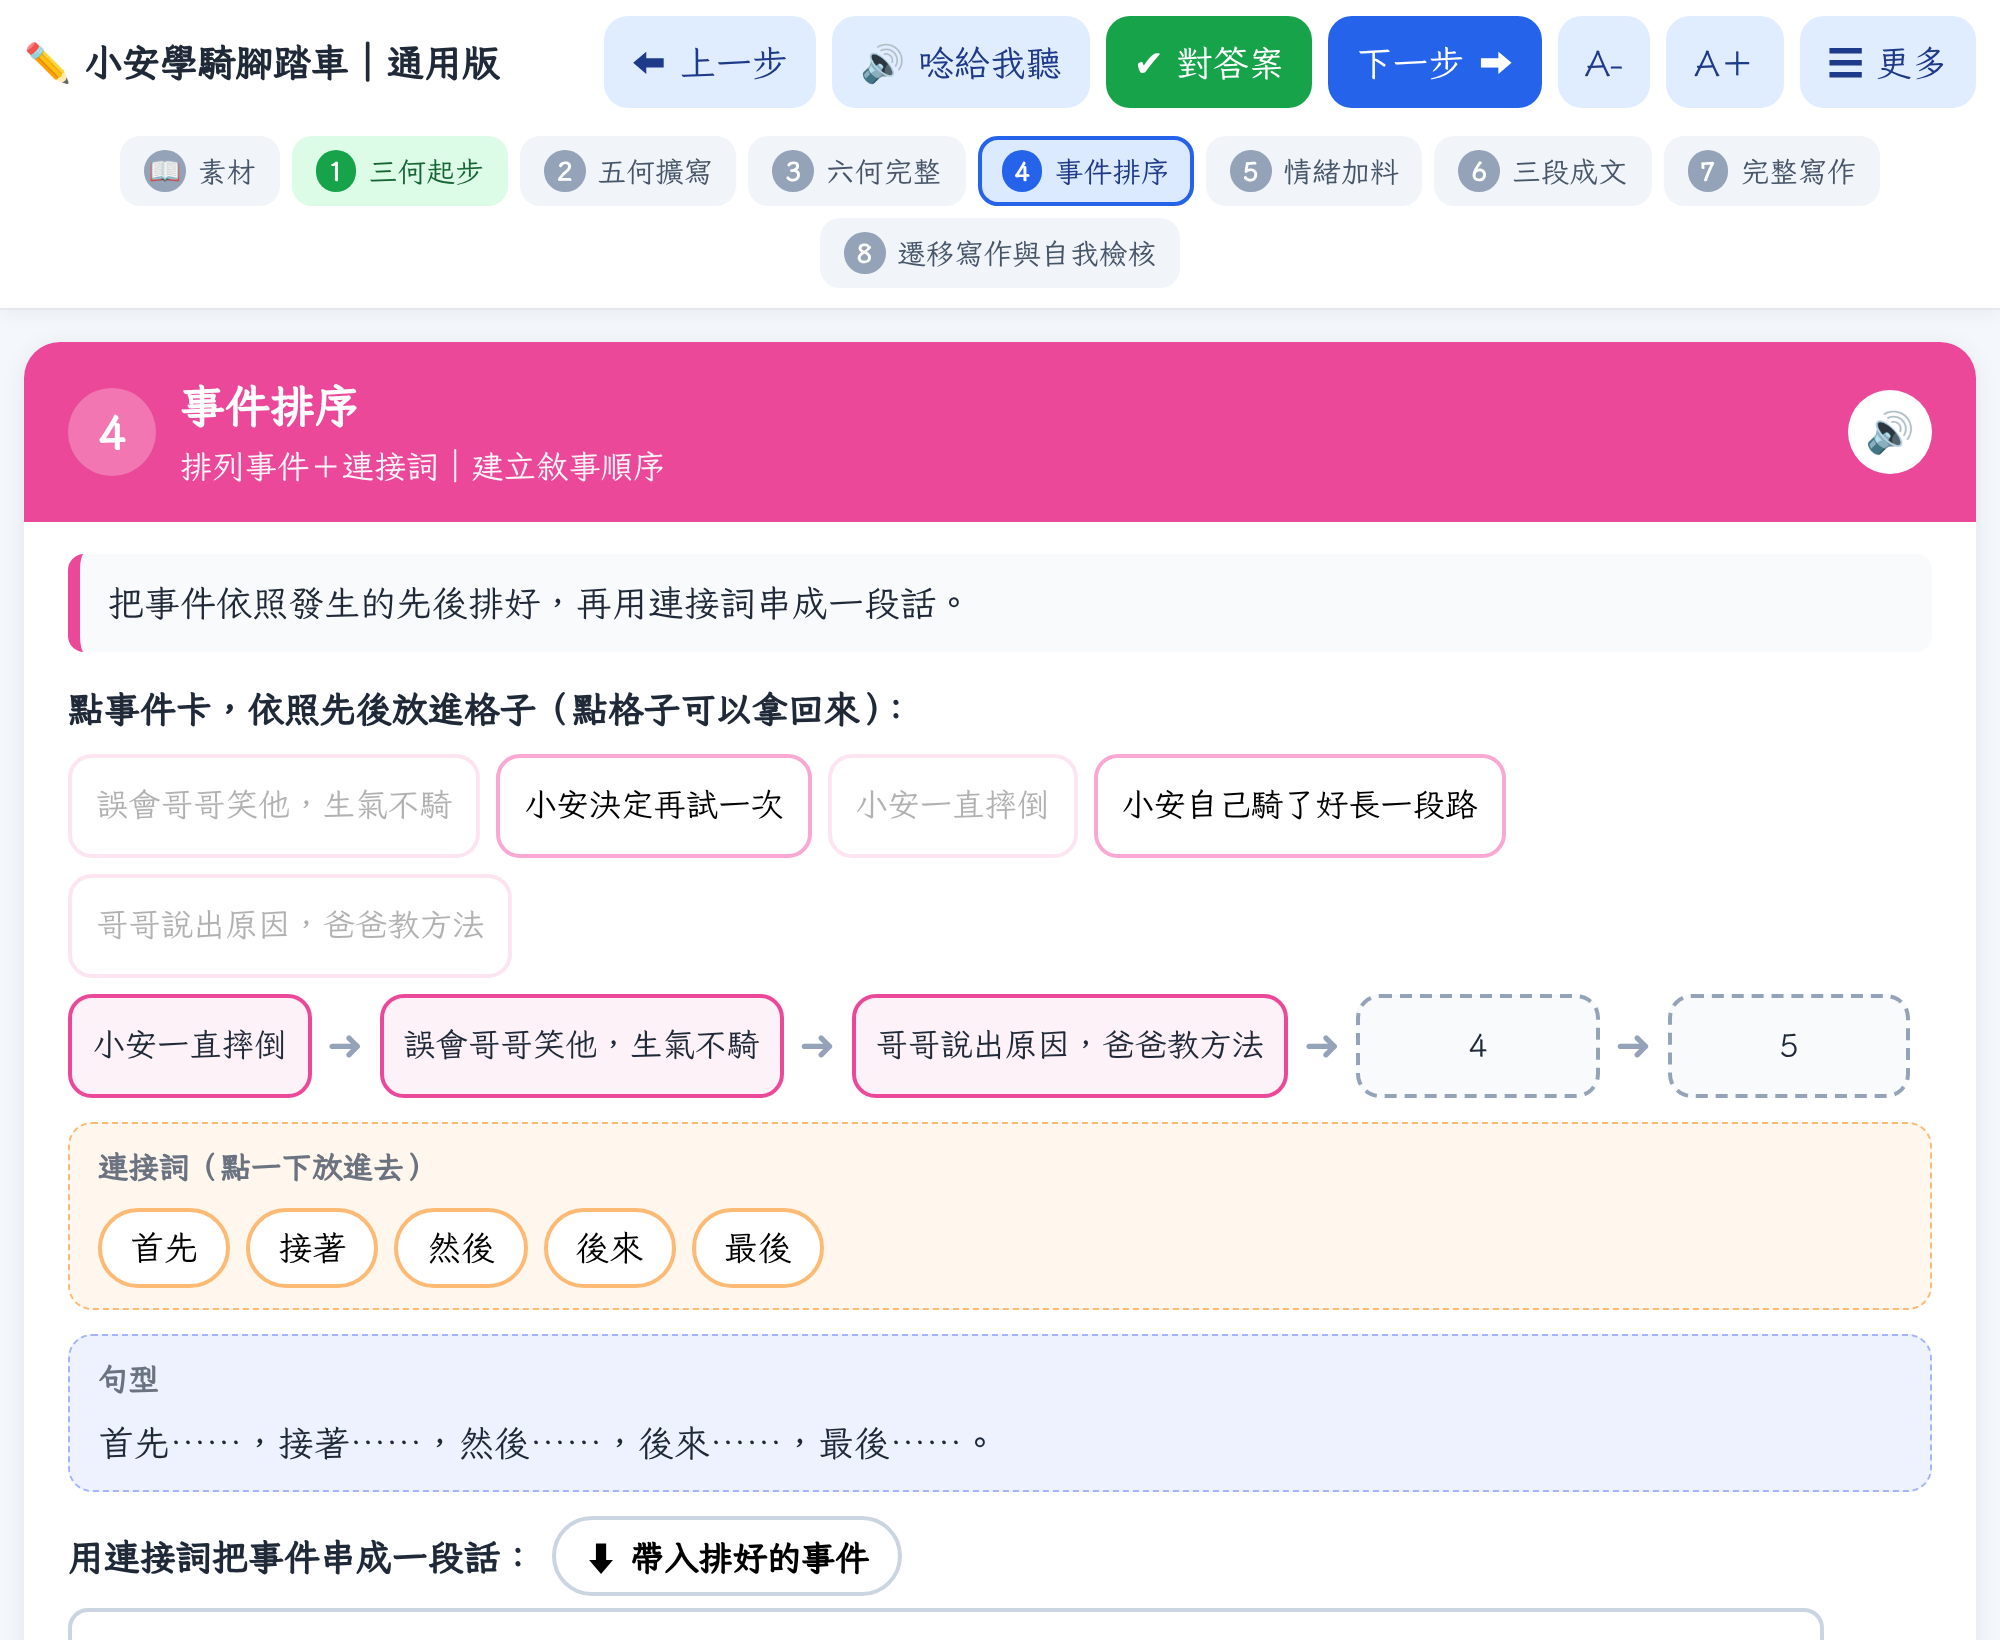 ✏️ 小安學騎腳踏車｜通用版
⬅ 上一步
🔊 唸給我聽
✔ 對答案
下一步 ➡
A-
A+
☰ 更多
📖 素材
1 三何起步
2 五何擴寫
3 六何完整
4 事件排序
5 情緒加料
6 三段成文
7 完整寫作
8 遷移寫作與自我檢核
4
事件排序
排列事件＋連接詞｜建立敘事順序
把事件依照發生的先後排好，再用連接詞串成一段話。
點事件卡，依照先後放進格子（點格子可以拿回來）：
誤會哥哥笑他，生氣不騎
小安決定再試一次
小安一直摔倒
小安自己騎了好長一段路
哥哥說出原因，爸爸教方法
小安一直摔倒 ➜ 誤會哥哥笑他，生氣不騎 ➜ 哥哥說出原因，爸爸教方法 ➜ 4 ➜ 5
連接詞（點一下放進去）
首先
接著
然後
後來
最後
句型
首先……，接著……，然後……，後來……，最後……。
用連接詞把事件串成一段話：
⬇ 帶入排好的事件